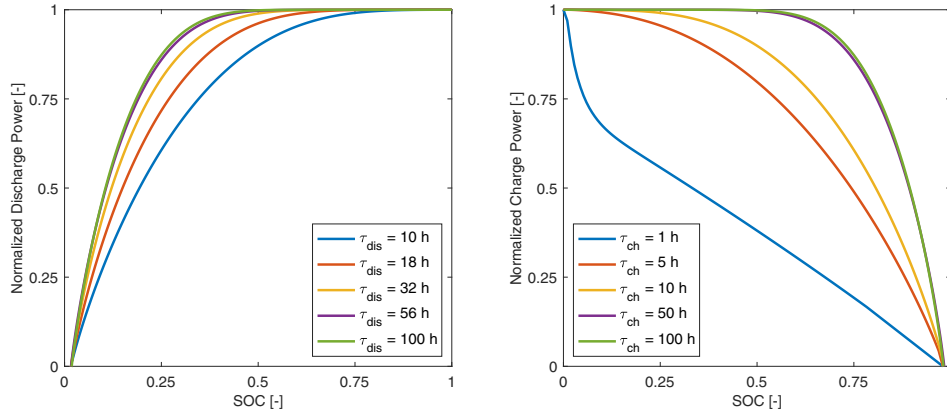 Normalized Discharge Power [-]
1
0.75
0.5
0.25
0
0
0.25
0.5
0.75
1
SOC [-]
τdis = 10 h
τdis = 18 h
τdis = 32 h
τdis = 56 h
τdis = 100 h
Normalized Charge Power [-]
1
0.75
0.5
0.25
0
0
0.25
0.5
0.75
SOC [-]
τch = 1 h
τch = 5 h
τch = 10 h
τch = 50 h
τch = 100 h